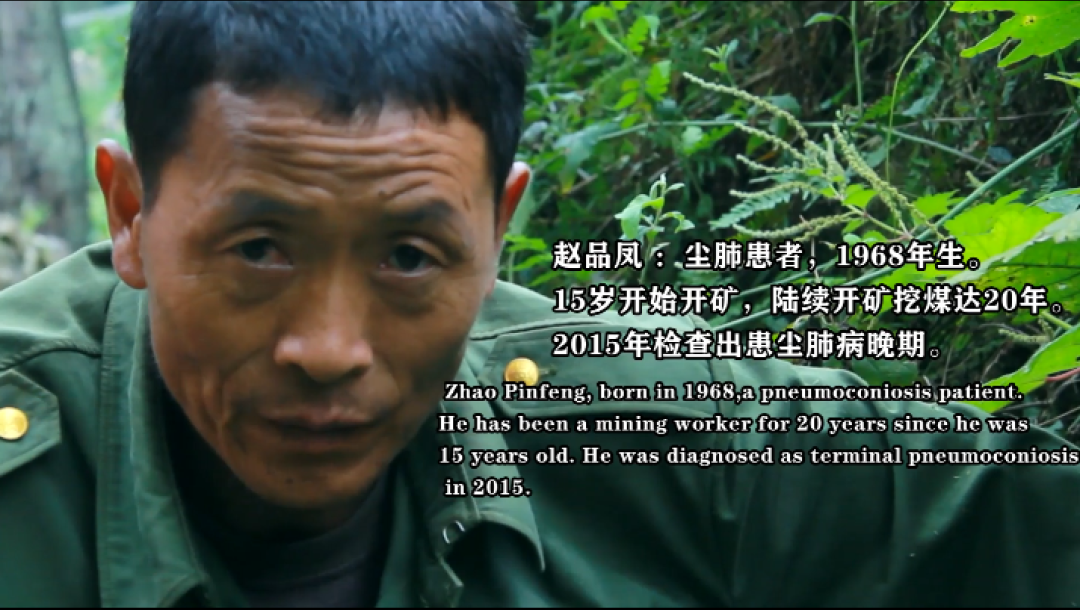 赵品凤：尘肺患者，1968年生。
15岁开始开矿，陆续开矿挖煤达20年。
2015年检查出患尘肺病晚期。
Zhao Pinfeng, born in 1968,a pneumoconiosis patient.
He has been a mining worker for 20 years since he was
15 years old. He was diagnosed as terminal pneumoconiosis
in 2015.